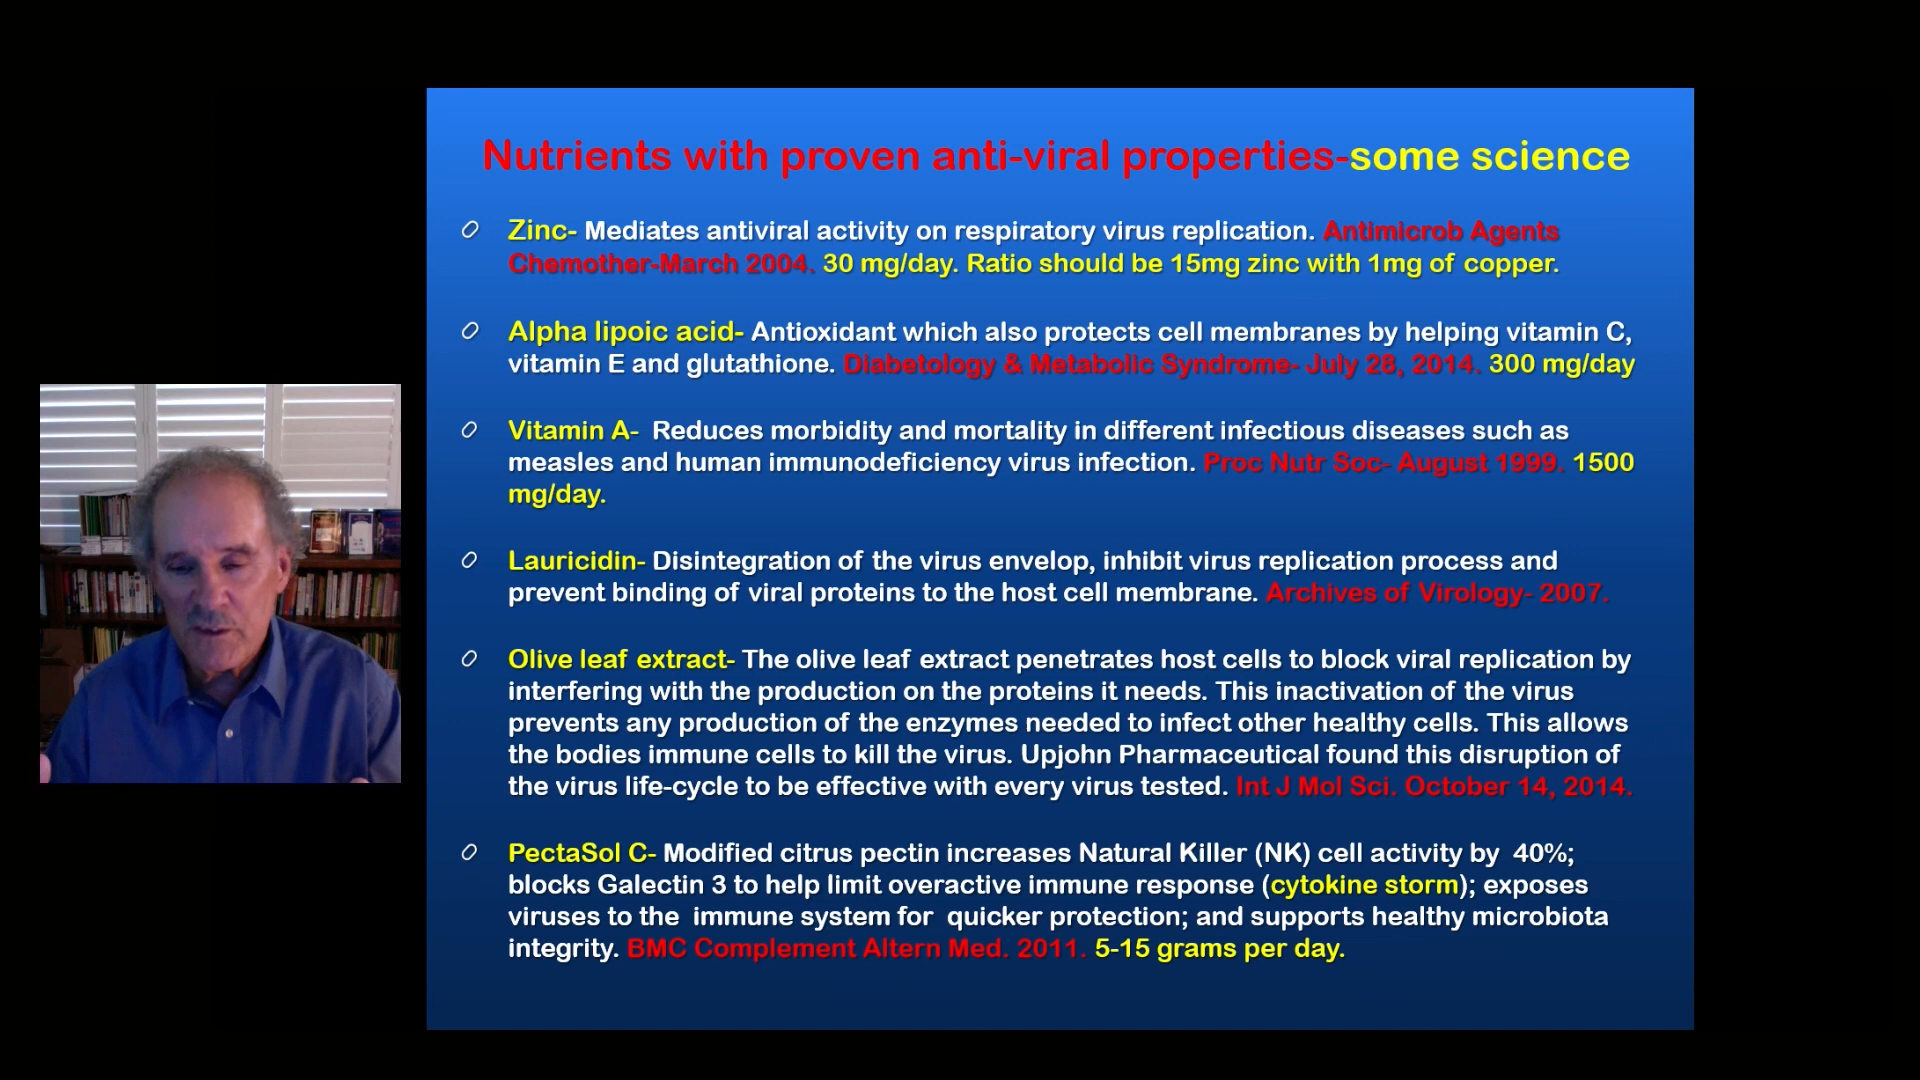 Nutrients with proven anti-viral properties-some science
Zinc- Mediates antiviral activity on respiratory virus replication. Antimicrob Agents
Chemother-March 2004. 30 mg/day. Ratio should be 15mg zinc with 1mg of copper.
Alpha lipoic acid- Antioxidant which also protects cell membranes by helping vitamin C,
vitamin E and glutathione. Diabetology & Metabolic Syndrome- July 28, 2014. 300 mg/day
Vitamin A- Reduces morbidity and mortality in different infectious diseases such as
measles and human immunodeficiency virus infection. Proc Nutr Soc- August 1999. 1500
mg/day.
Lauricidin- Disintegration of the virus envelop, inhibit virus replication process and
prevent binding of viral proteins to the host cell membrane. Archives of Virology- 2007.
Olive leaf extract- The olive leaf extract penetrates host cells to block viral replication by
interfering with the production on the proteins it needs. This inactivation of the virus
prevents any production of the enzymes needed to infect other healthy cells. This allows
the bodies immune cells to kill the virus. Upjohn Pharmaceutical found this disruption of
the virus life-cycle to be effective with every virus tested. Int J Mol Sci. October 14, 2014.
PectaSol C- Modified citrus pectin increases Natural Killer (NK) cell activity by 40%;
blocks Galectin 3 to help limit overactive immune response (cytokine storm); exposes
viruses to the immune system for quicker protection; and supports healthy microbiota
integrity. BMC Complement Altern Med. 2011. 5-15 grams per day.